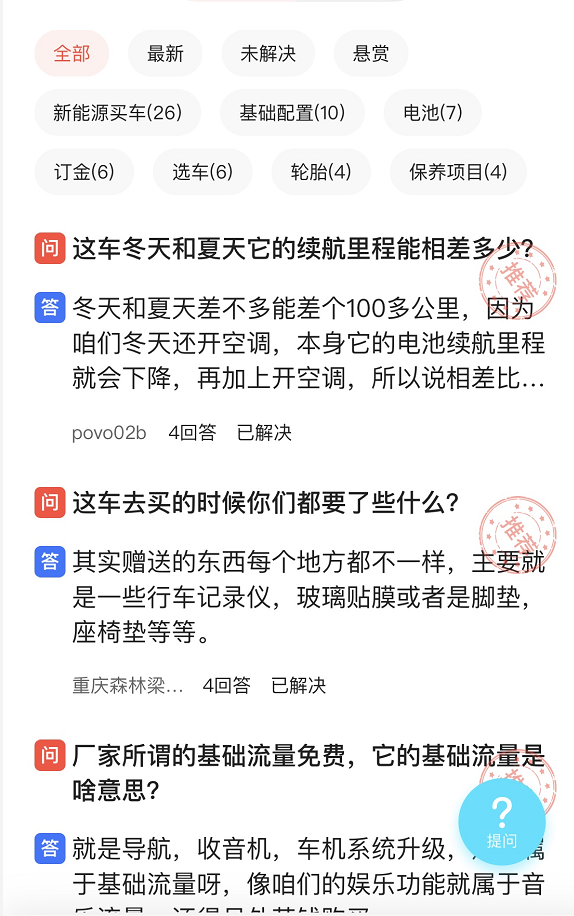 全部 最新 未解决 悬赏
新能源买车(26) 基础配置(10) 电池(7)
订金(6) 选车(6) 轮胎(4) 保养项目(4)
问 这车冬天和夏天它的续航里程能相差多少?
推荐
答 冬天和夏天差不多能差个100多公里，因为
咱们冬天还开空调，本身它的电池续航里程
就会下降，再加上开空调，所以说相差比...
povo02b 4回答 已解决
问 这车去买的时候你们都要了些什么?
推荐
答 其实赠送的东西每个地方都不一样，主要就
是一些行车记录仪，玻璃贴膜或者是脚垫，
座椅垫等等。
重庆森林梁... 4回答 已解决
问 厂家所谓的基础流量免费，它的基础流量是
啥意思?
?
提问
答 就是导航，收音机，车机系统升级，属
于基础流量呀，像咱们的娱乐功能就属于音